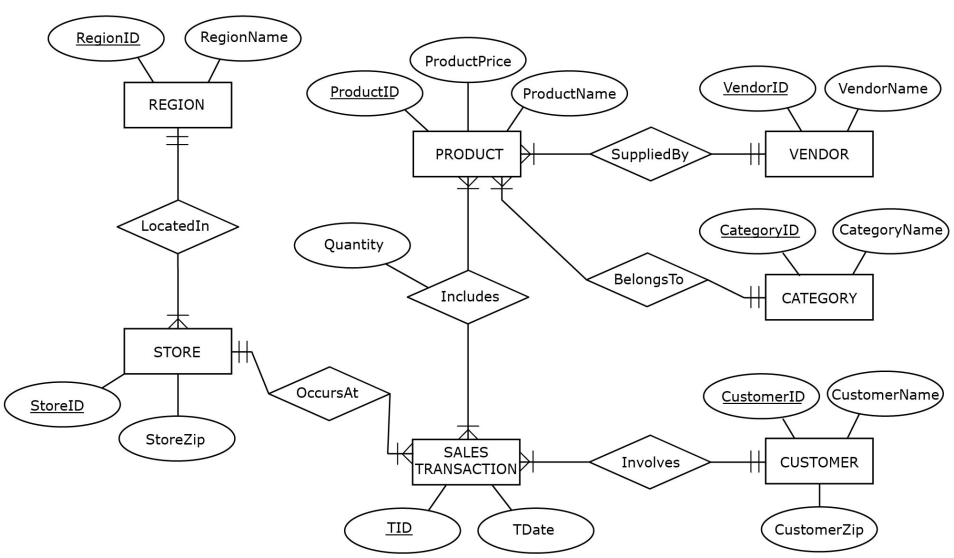 RegionID
RegionName
ProductPrice
ProductID
ProductName
VendorID
VendorName
REGION
PRODUCT
SuppliedBy
VENDOR
LocatedIn
Quantity
CategoryID
CategoryName
BelongsTo
Includes
CATEGORY
STORE
OccursAt
StoreID
StoreZip
CustomerID
CustomerName
SALES
TRANSACTION
Involves
CUSTOMER
TID
TDate
CustomerZip